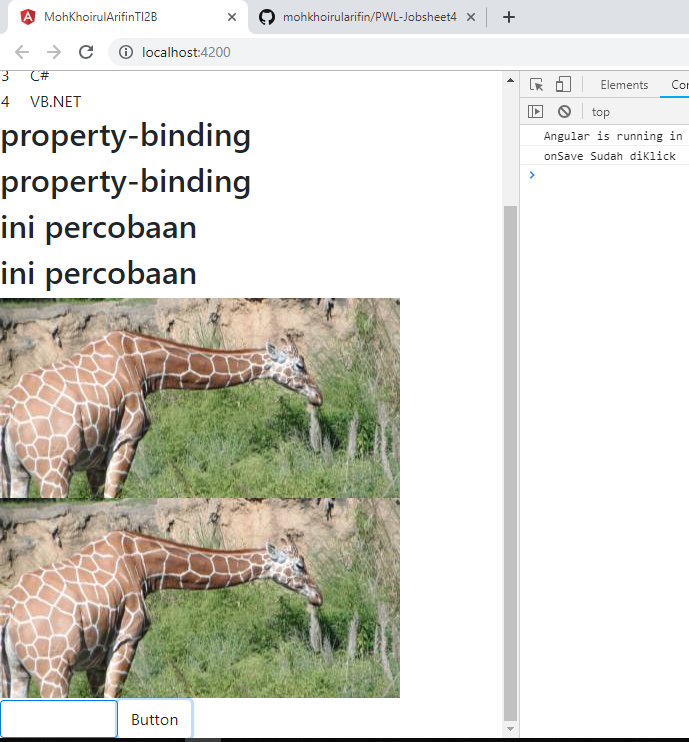 MohKhoirulArifinTI2B
mohkhoirularifin/PWL-Jobsheet4
localhost:4200
3 C#
4 VB.NET
property-binding
property-binding
ini percobaan
ini percobaan
Button
Elements
Con
top
Angular is running in
onSave Sudah diKlick